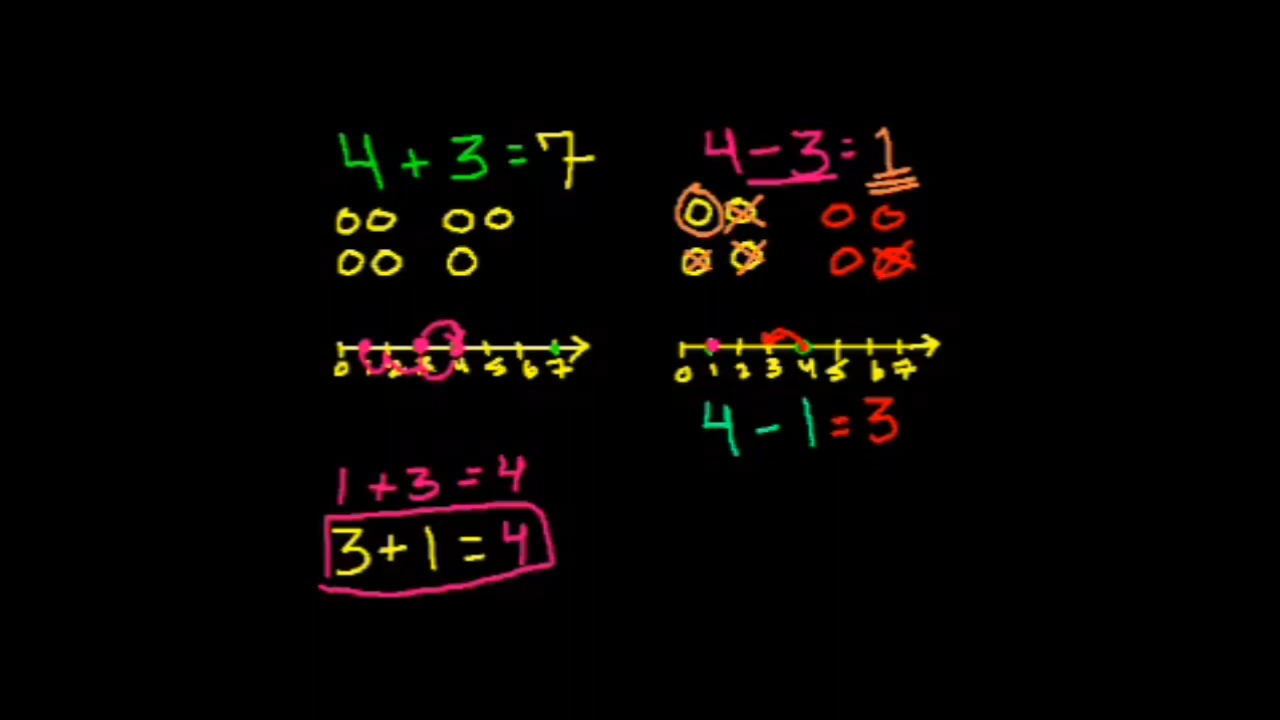 4 + 3 = 7
4 - 3 = 1
0 1 2 3 4 5 6 7
0 1 2 3 4 5 6 7
4 - 1 = 3
1 + 3 = 4
3 + 1 = 4